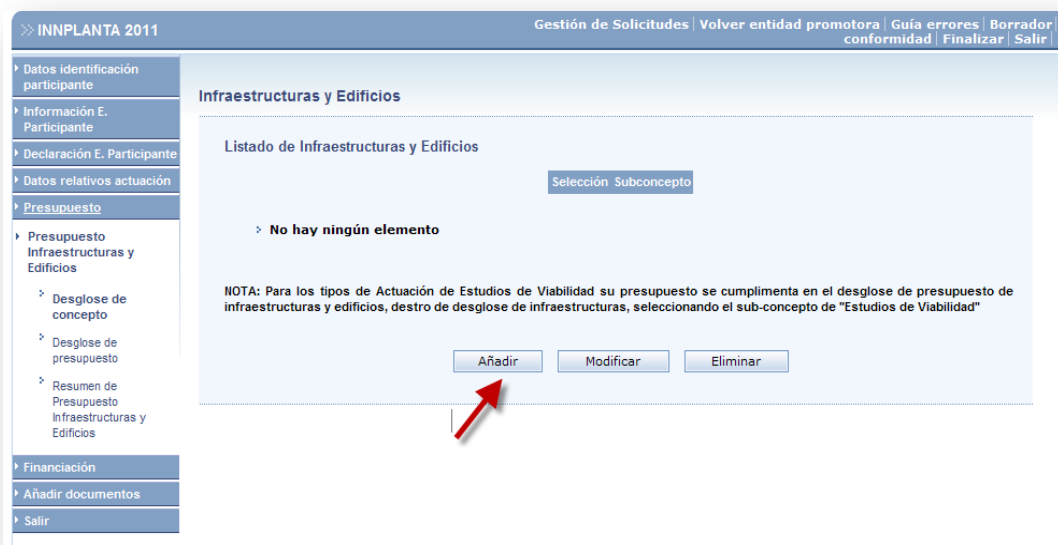 INNPLANTA 2011
Gestión de Solicitudes | Volver entidad promotora | Guía errores | Borrador |
conformidad | Finalizar | Salir |
Datos identificación
participante
Información E.
Participante
Declaración E. Participante
Datos relativos actuación
Presupuesto
Presupuesto
Infraestructuras y
Edificios
Desglose de
concepto
Desglose de
presupuesto
Resumen de
Presupuesto
Infraestructuras y
Edificios
Financiación
Añadir documentos
Salir
Infraestructuras y Edificios
Listado de Infraestructuras y Edificios
Selección Subconcepto
No hay ningún elemento
NOTA: Para los tipos de Actuación de Estudios de Viabilidad su presupuesto se cumplimenta en el desglose de presupuesto de
infraestructuras y edificios, destro de desglose de infraestructuras, seleccionando el sub-concepto de "Estudios de Viabilidad"
Añadir
Modificar
Eliminar